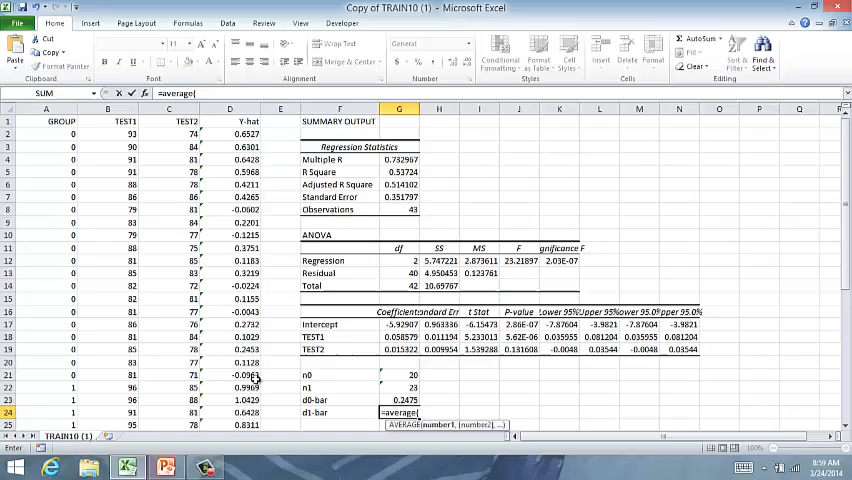 Copy of TRAIN10 (1) - Microsoft Excel
File Home Insert Page Layout Formulas Data Review View Developer
Cut Wrap Text General AutoSum
Copy Fill
Paste Format Painter Merge & Center Conditional Formatting Format as Table Cell Styles Insert Delete Format Clear Sort & Filter Find & Select
Clipboard Font Alignment Number Styles Cells Editing
SUM =average(
A B C D E F G H I J K L M N O P Q R
1 GROUP TEST1 TEST2 Y-hat SUMMARY OUTPUT
2 0 93 74 0.6527
3 0 90 84 0.6301 Regression Statistics
4 0 91 81 0.6428 Multiple R 0.732967
5 0 91 78 0.5968 R Square 0.53724
6 0 88 78 0.4211 Adjusted R Square 0.514102
7 0 86 86 0.4265 Standard Error 0.351797
8 0 79 81 -0.0602 Observations 43
9 0 83 84 0.2201
10 0 79 77 -0.1215 ANOVA
11 0 88 75 0.3751 df SS MS F gnificance F
12 0 81 85 0.1183 Regression 2 5.747221 2.873611 23.21897 2.03E-07
13 0 83 84 0.3219 Residual 40 4.950453 0.123761
14 0 82 72 -0.0224 Total 42 10.69767
15 0 82 81 0.1155
16 0 81 77 -0.0043 Coefficient andard Err t Stat P-value Lower 95% Upper 95% ower 95.0% pper 95.0%
17 0 86 76 0.2732 Intercept -5.92907 0.963336 -6.15473 2.86E-07 -7.87604 -3.9821 -7.87604 -3.9821
18 0 81 84 0.1029 TEST1 0.058579 0.011194 5.233013 5.62E-06 0.035955 0.081204 0.035955 0.081204
19 0 85 78 0.2453 TEST2 0.015322 0.009954 1.539288 0.131608 -0.0048 0.03544 -0.0048 0.03544
20 0 83 77 0.1128
21 0 81 71 -0.0961 n0 20
22 1 96 85 0.9969 n1 23
23 1 96 88 1.0429 d0-bar 0.2475
24 1 91 81 0.6428 d1-bar =average(
25 1 95 78 0.8311 AVERAGE(number1, [number2], ...)
TRAIN10 (1)
Enter 100%
8:59 AM
3/24/2014